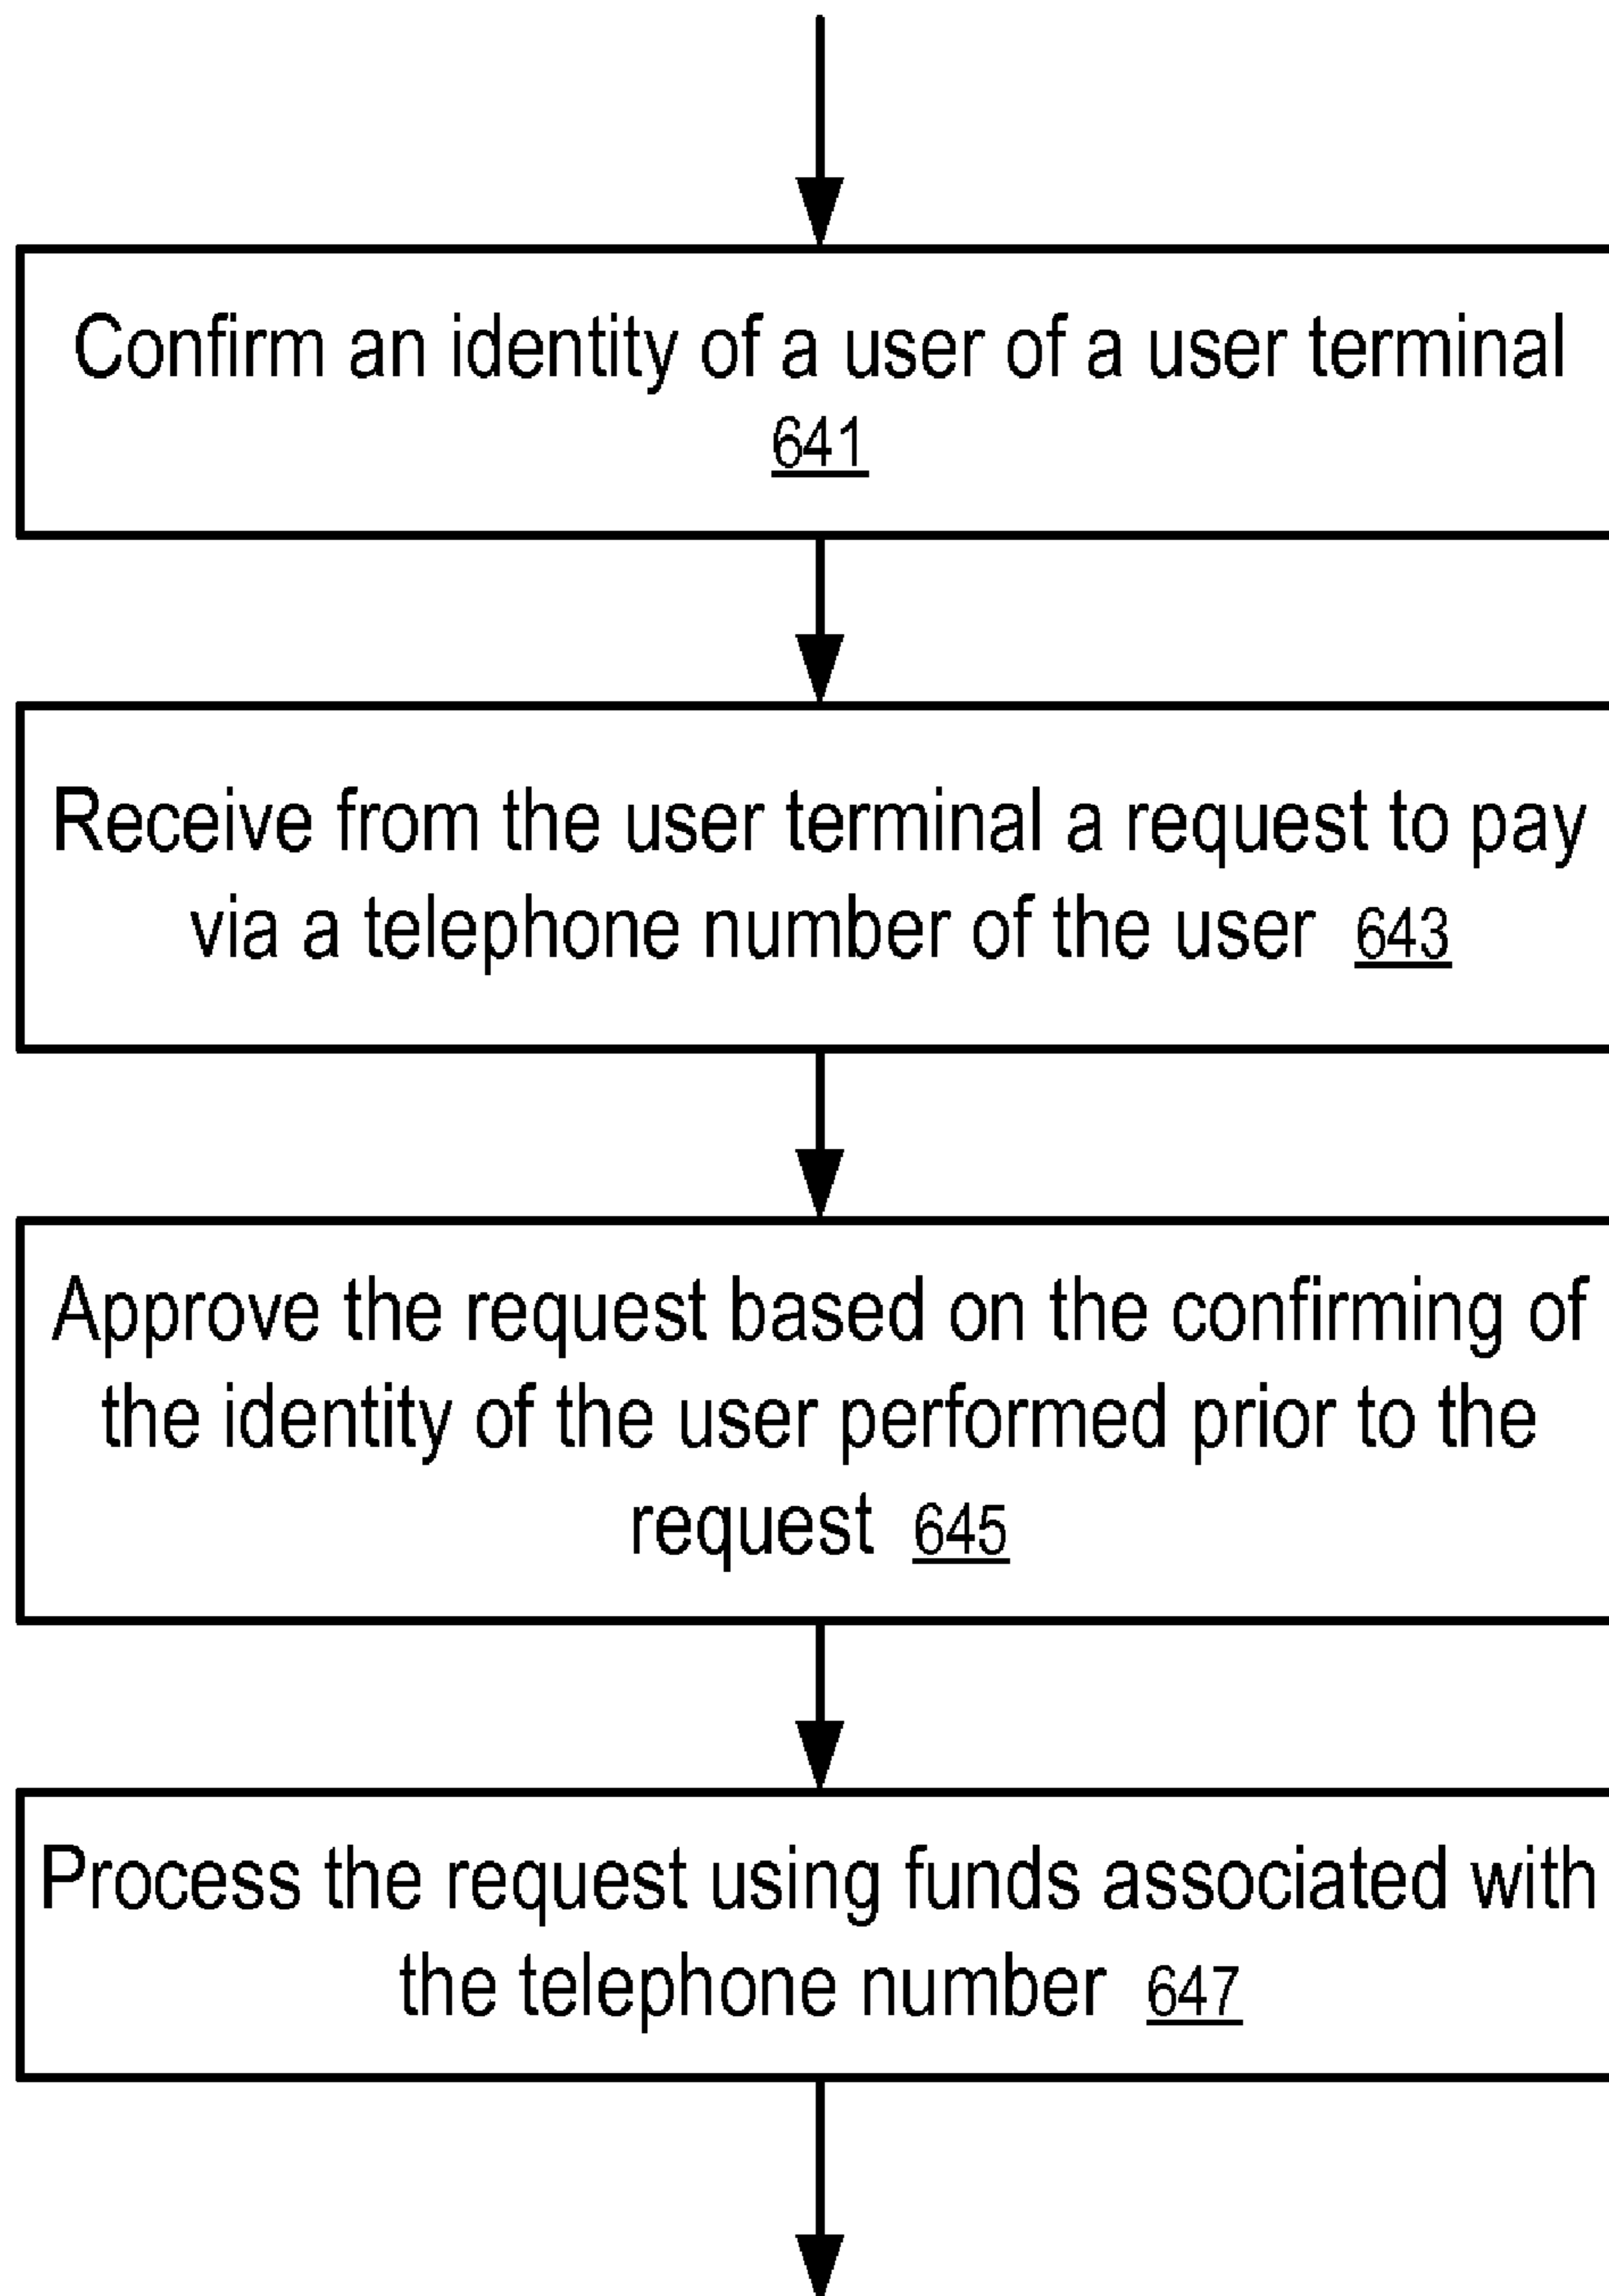 Confirm an identity of a user of a user terminal
641
Receive from the user terminal a request to pay
via a telephone number of the user 643
Approve the request based on the confirming of
the identity of the user performed prior to the
request 645
Process the request using funds associated with
the telephone number 647